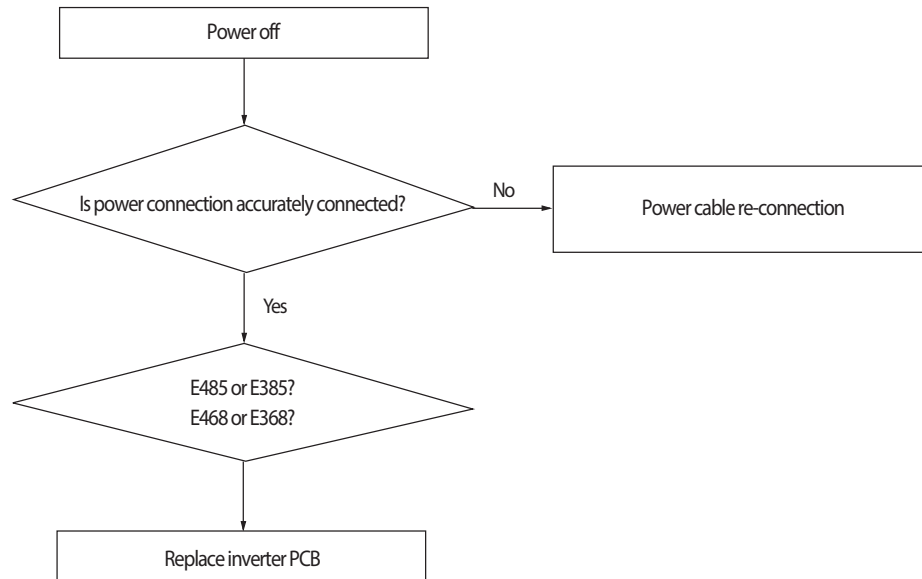 Power off
Is power connection accurately connected?
No
Power cable re-connection
Yes
E485 or E385?
E468 or E368?
Replace inverter PCB